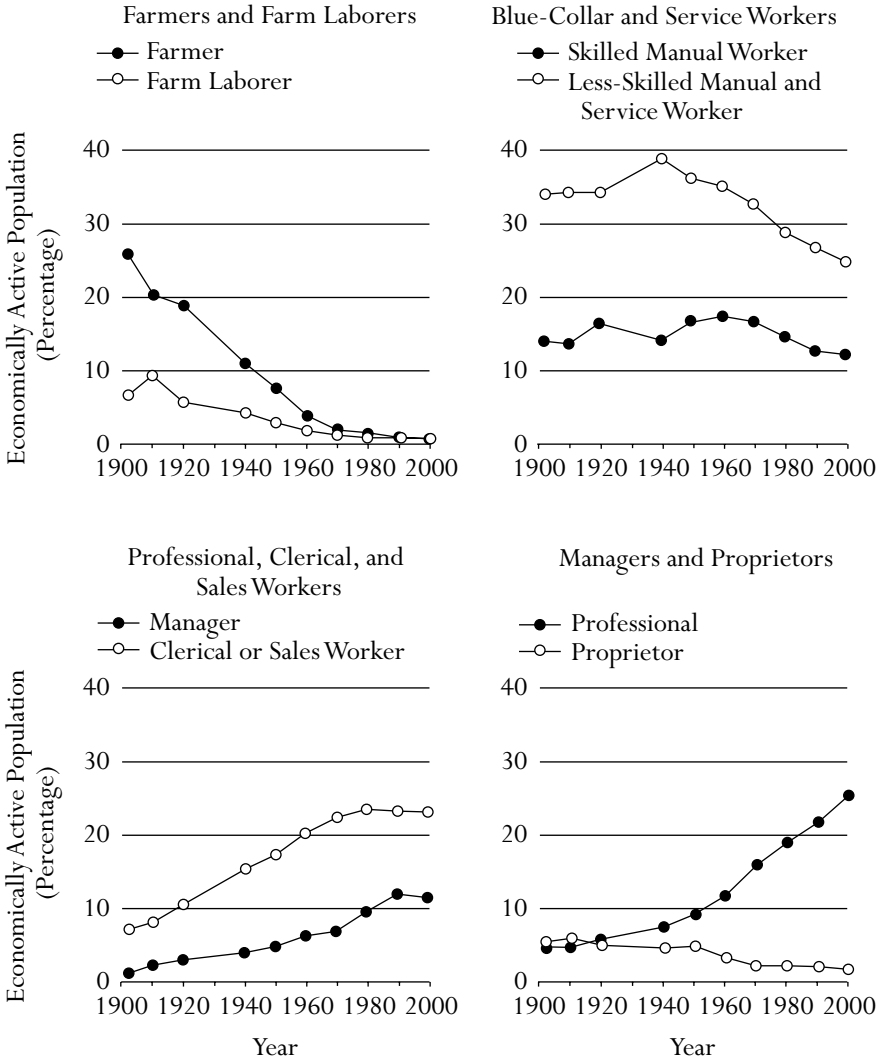 Farmers and Farm Laborers
Farmer
Farm Laborer
Economically Active Population
(Percentage)
40
30
20
10
0
1900 1920 1940 1960 1980 2000
Blue-Collar and Service Workers
Skilled Manual Worker
Less-Skilled Manual and
Service Worker
40
30
20
10
0
1900 1920 1940 1960 1980 2000
Professional, Clerical, and
Sales Workers
Manager
Clerical or Sales Worker
Economically Active Population
(Percentage)
40
30
20
10
0
1900 1920 1940 1960 1980 2000
Year
Managers and Proprietors
Professional
Proprietor
40
30
20
10
0
1900 1920 1940 1960 1980 2000
Year